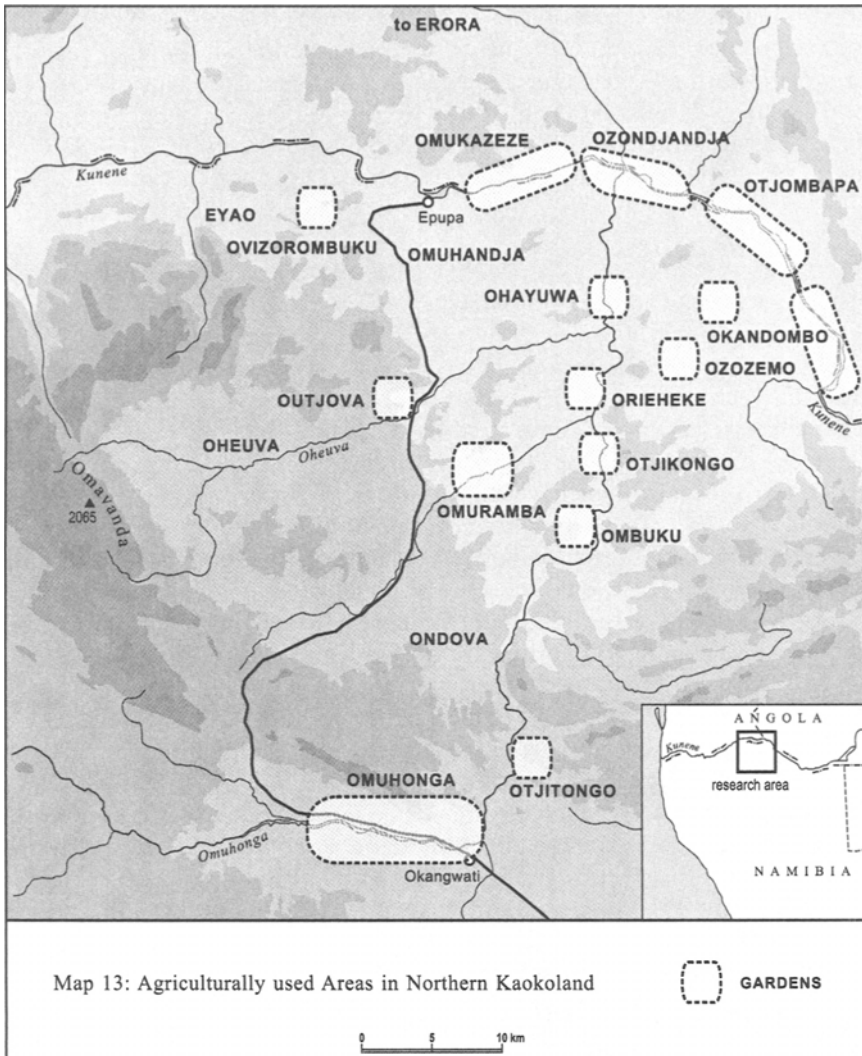 to ERORA
OMUKAZEZE
OZONDJANDJA
Kunene
OTJOMBAPA
EYAO
Epupa
OVIZOROMBUKU
OMUHANDJA
OHAYUWA
OKANDOMBO
OZOZEMO
OUTJOVA
ORIEHEKE
Kunene
OHEUVA
Oheuva
OTJIKONGO
Omavanda
2065
OMURAMBA
OMBUKU
ONDOVA
ANGOLA
Kunene
research area
NAMIBIA
OMUHONGA
OTJITONGO
Omuhonga
Okangwati
Map 13: Agriculturally used Areas in Northern Kaokoland
GARDENS
0 5 10 km